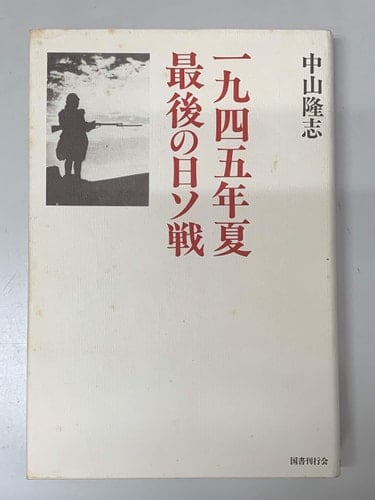 中山隆志
一九四五年夏
最後の日ソ戦
国書刊行会